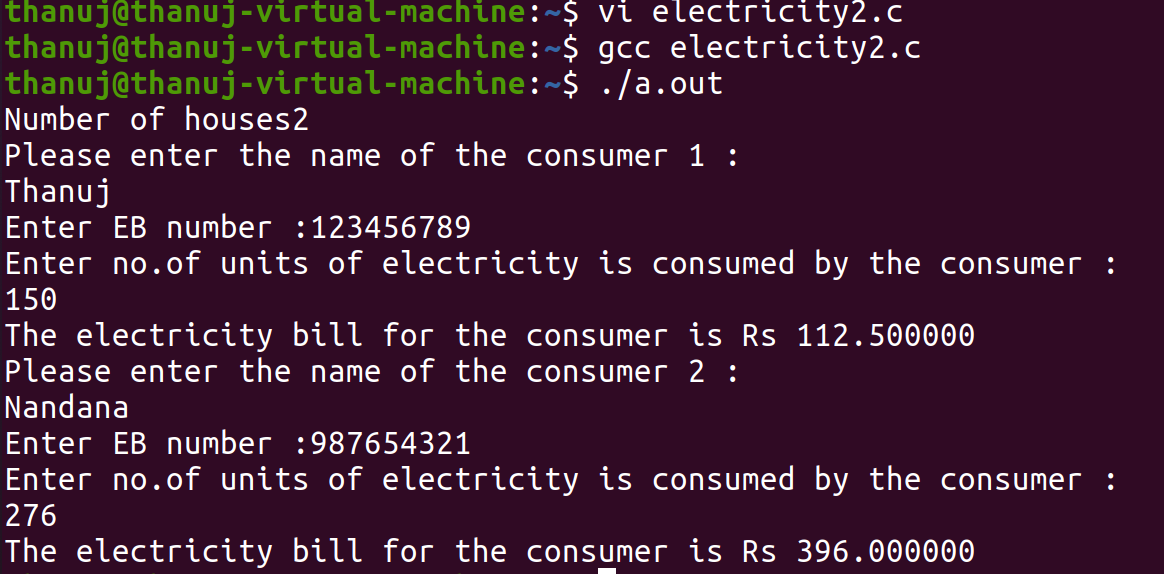 thanuj@thanuj-virtual-machine:~$ vi electricity2.c
thanuj@thanuj-virtual-machine:~$ gcc electricity2.c
thanuj@thanuj-virtual-machine:~$ ./a.out
Number of houses2
Please enter the name of the consumer 1 :
Thanuj
Enter EB number :123456789
Enter no.of units of electricity is consumed by the consumer :
150
The electricity bill for the consumer is Rs 112.500000
Please enter the name of the consumer 2 :
Nandana
Enter EB number :987654321
Enter no.of units of electricity is consumed by the consumer :
276
The electricity bill for the consumer is Rs 396.000000